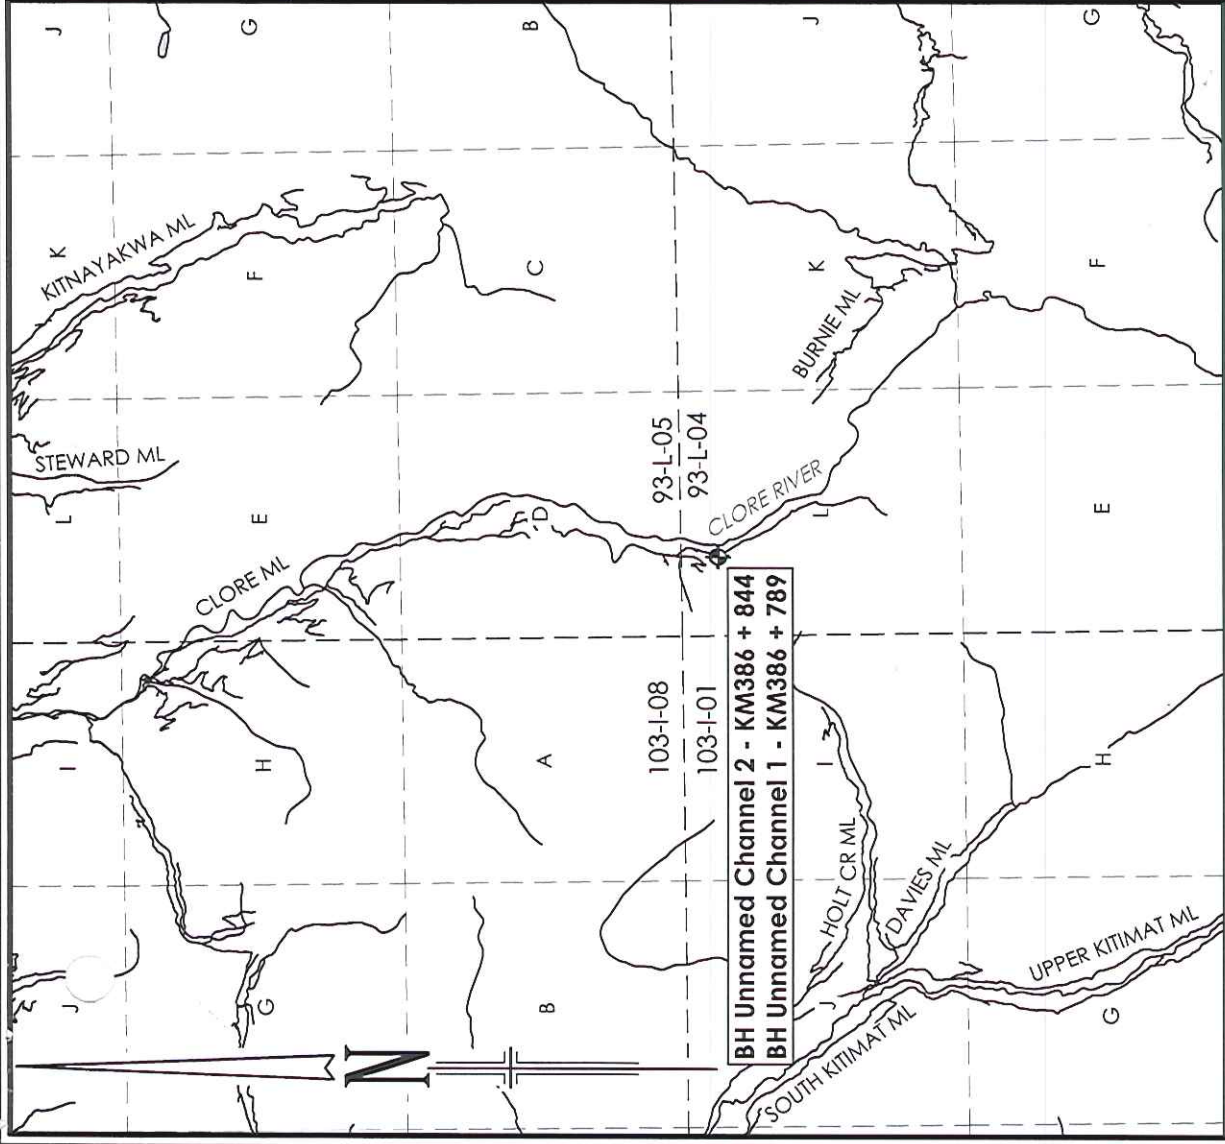 J
G
B
J
G
KITNAYAKWA ML
K
F
C
K
F
BURNIE ML
STEWARD ML
L
E
D
93-L-05
93-L-04
CLORE RIVER
L
E
CLORE ML
I
H
A
103-I-08
103-I-01
BH Unnamed Channel 2 - KM386 + 844
BH Unnamed Channel 1 - KM386 + 789
I
H
HOLT CR ML
DAVIES ML
J
G
B
J
UPPER KITIMAT ML
G
SOUTH KITIMAT ML
N